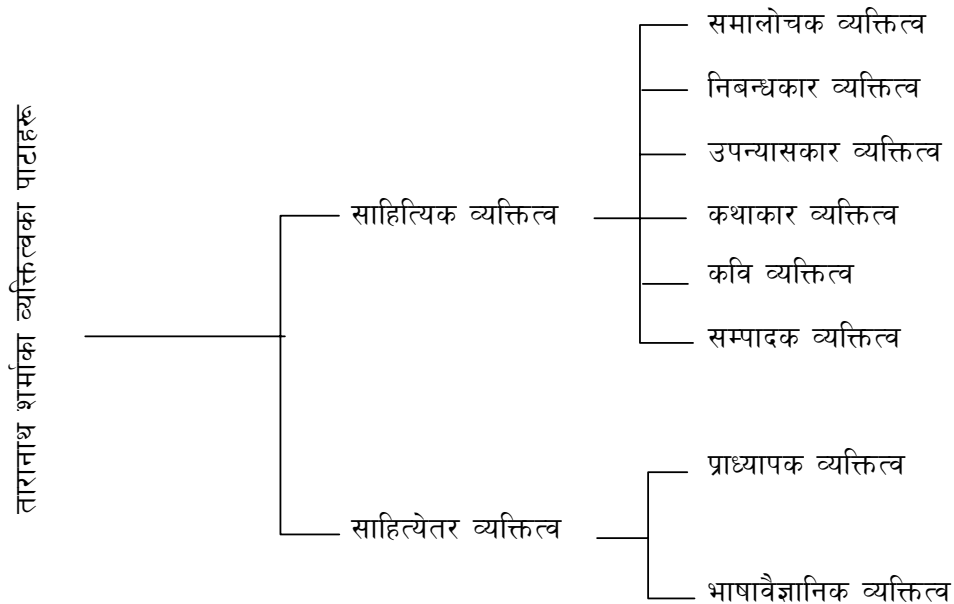 तारानाथ शर्माका व्यक्तित्वका पाटाहरू
साहित्यिक व्यक्तित्व
समालोचक व्यक्तित्व
निबन्धकार व्यक्तित्व
उपन्यासकार व्यक्तित्व
कथाकार व्यक्तित्व
कवि व्यक्तित्व
सम्पादक व्यक्तित्व
साहित्येतर व्यक्तित्व
प्राध्यापक व्यक्तित्व
भाषावैज्ञानिक व्यक्तित्व